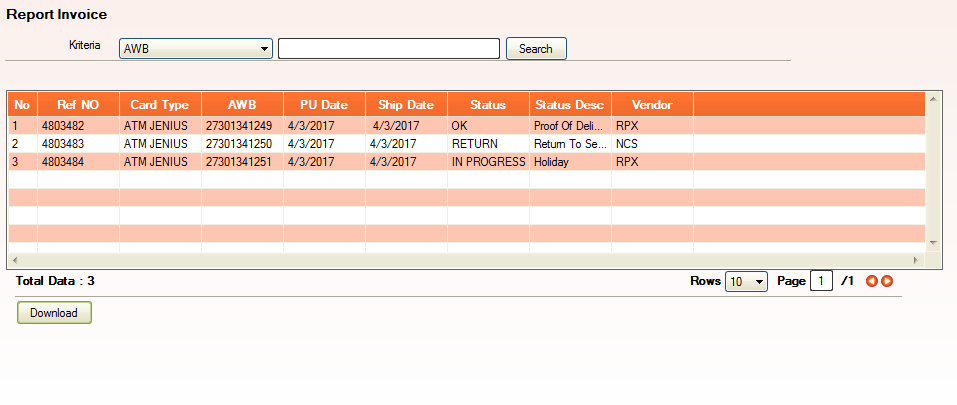 Report Invoice
Kriteria AWB Search
No Ref NO Card Type AWB PU Date Ship Date Status Status Desc Vendor
1 4803482 ATM JENIUS 27301341249 4/3/2017 4/3/2017 OK Proof Of Deli... RPX
2 4803483 ATM JENIUS 27301341250 4/3/2017 4/3/2017 RETURN Return To Se... NCS
3 4803484 ATM JENIUS 27301341251 4/3/2017 4/3/2017 IN PROGRESS Holiday RPX
Total Data : 3 Rows 10 Page 1 /1
Download